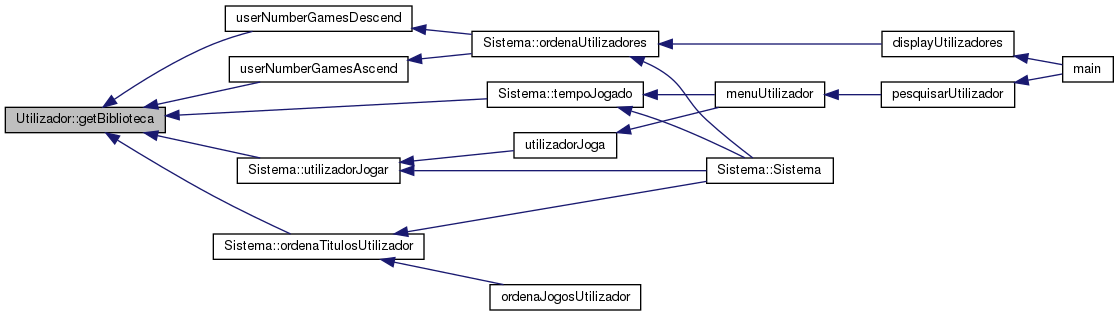 userNumberGamesDescend
Sistema::ordenaUtilizadores
displayUtilizadores
userNumberGamesAscend
main
Sistema::tempoJogado
menuUtilizador
pesquisarUtilizador
Utilizador::getBiblioteca
utilizadorJoga
Sistema::utilizadorJogar
Sistema::Sistema
Sistema::ordenaTitulosUtilizador
ordenaJogosUtilizador